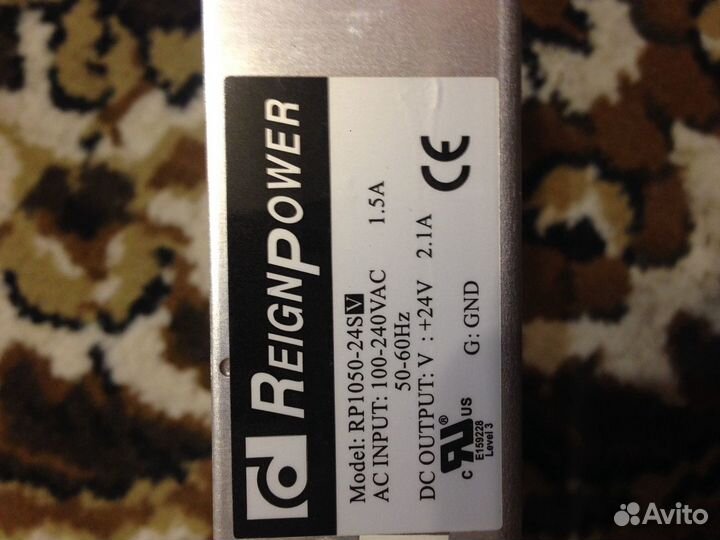 REIGNPOWER
Model: RP1050-24SV
AC INPUT: 100-240VAC 1.5A
50-60Hz
DC OUTPUT: V : +24V 2.1A
G: GND
CE
c RU® US
E159228
Level 3
Avito